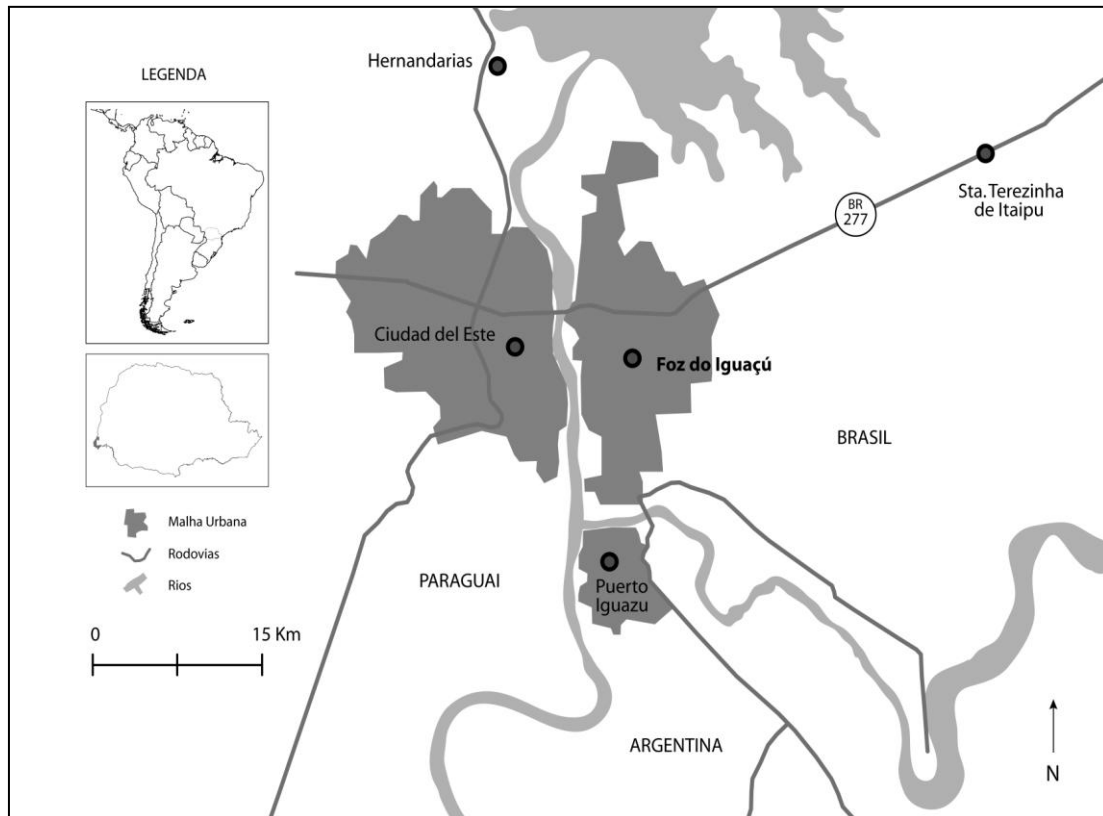 LEGENDA
Malha Urbana
Rodovias
Rios
0
15 Km
Hernandarias
Sta. Terezinha
de Itaipu
BR
277
Ciudad del Este
Foz do Iguaçú
BRASIL
PARAGUAI
Puerto
Iguazu
ARGENTINA
N